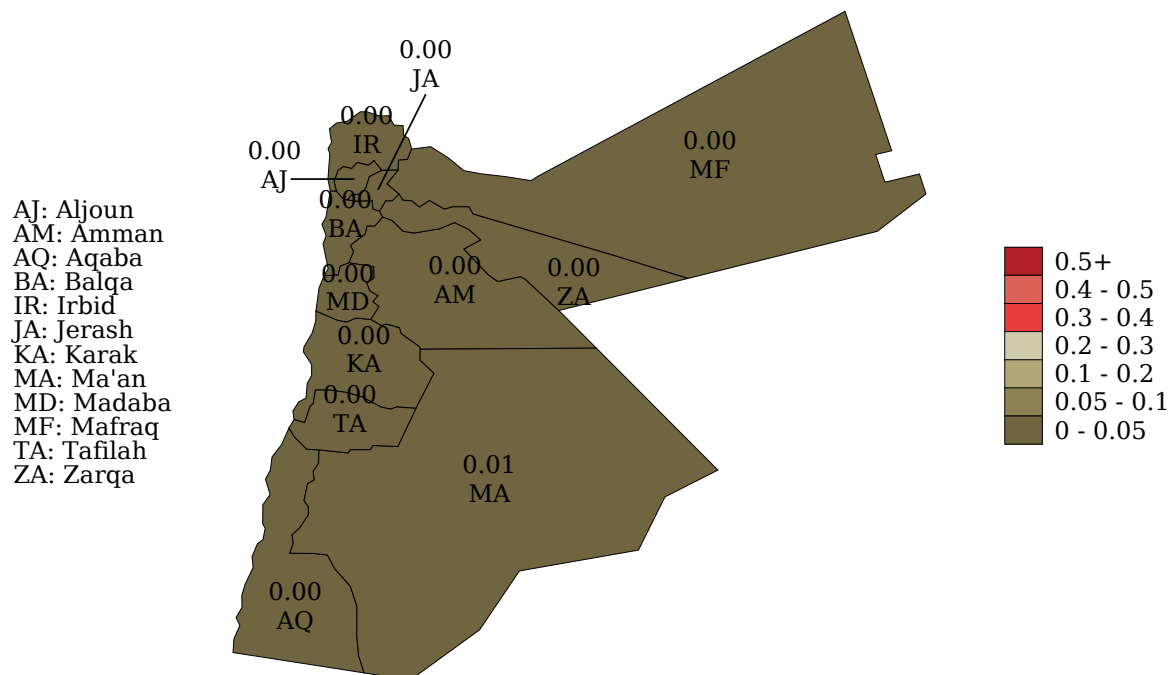 0.00
JA
0.00
IR
0.00
MF
0.00
AJ
0.00
BA
0.00
AM
0.00
ZA
0.00
MD
0.00
KA
0.00
TA
0.01
MA
0.00
AQ
AJ: Aljoun
AM: Amman
AQ: Aqaba
BA: Balqa
IR: Irbid
JA: Jerash
KA: Karak
MA: Ma'an
MD: Madaba
MF: Mafraq
TA: Tafilah
ZA: Zarqa
0.5+
0.4 - 0.5
0.3 - 0.4
0.2 - 0.3
0.1 - 0.2
0.05 - 0.1
0 - 0.05